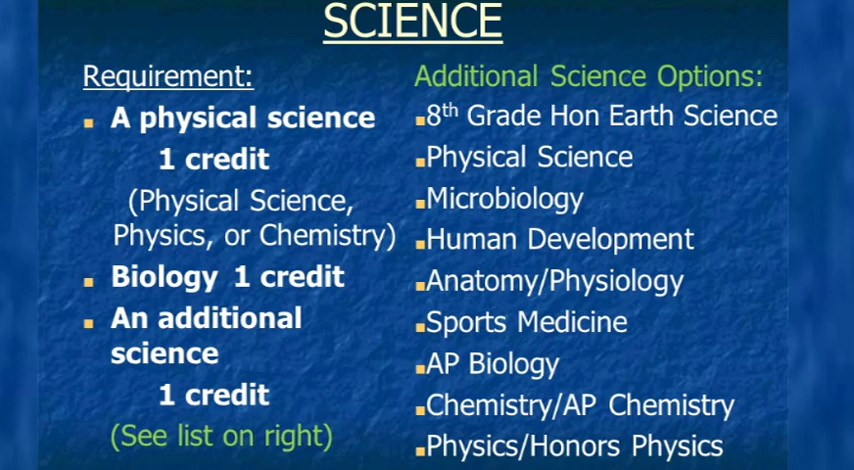 SCIENCE
Requirement:
▪ A physical science
1 credit
(Physical Science,
Physics, or Chemistry)
▪ Biology 1 credit
▪ An additional
science
1 credit
(See list on right)
Additional Science Options:
▪8th Grade Hon Earth Science
▪Physical Science
▪Microbiology
▪Human Development
▪Anatomy/Physiology
▪Sports Medicine
▪AP Biology
▪Chemistry/AP Chemistry
▪Physics/Honors Physics